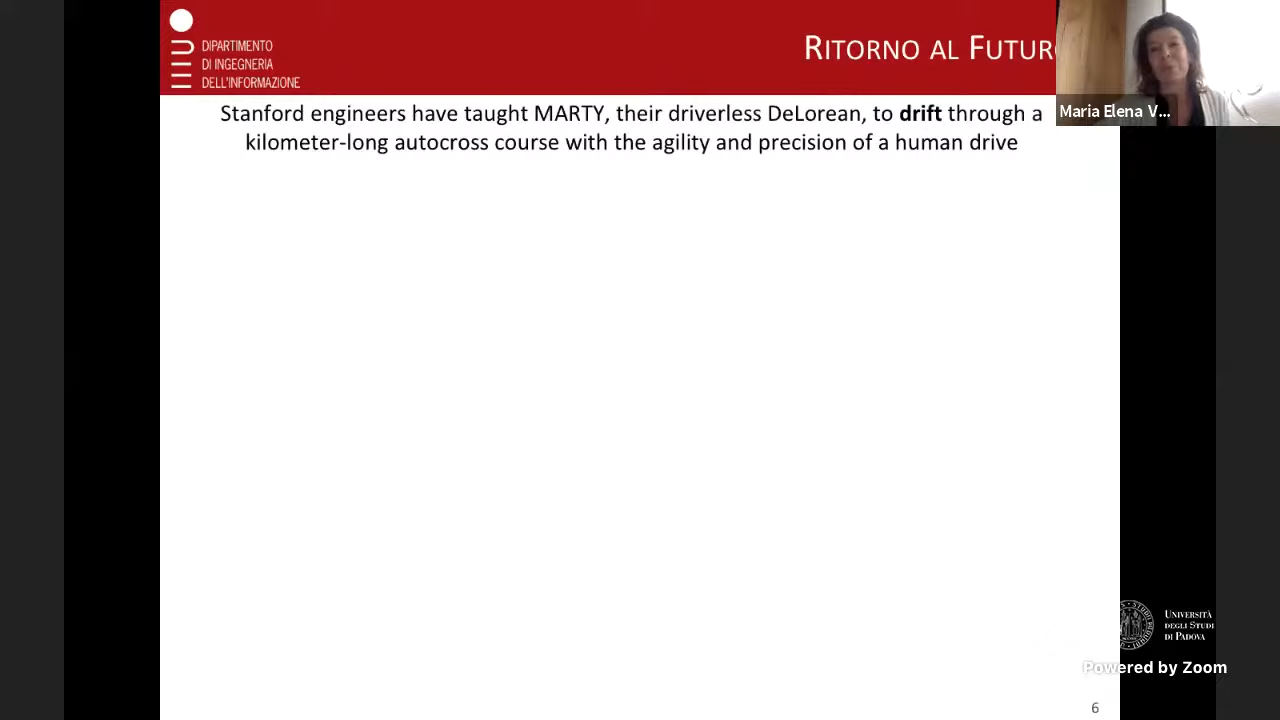 DIPARTIMENTO
DI INGEGNERIA
DELL'INFORMAZIONE
RITORNO AL FUTURO
Maria Elena V...
Stanford engineers have taught MARTY, their driverless DeLorean, to drift through a
kilometer-long autocross course with the agility and precision of a human drive
UNIVERSITÀ
DEGLI STUDI
DI PADOVA
Powered by Zoom
6